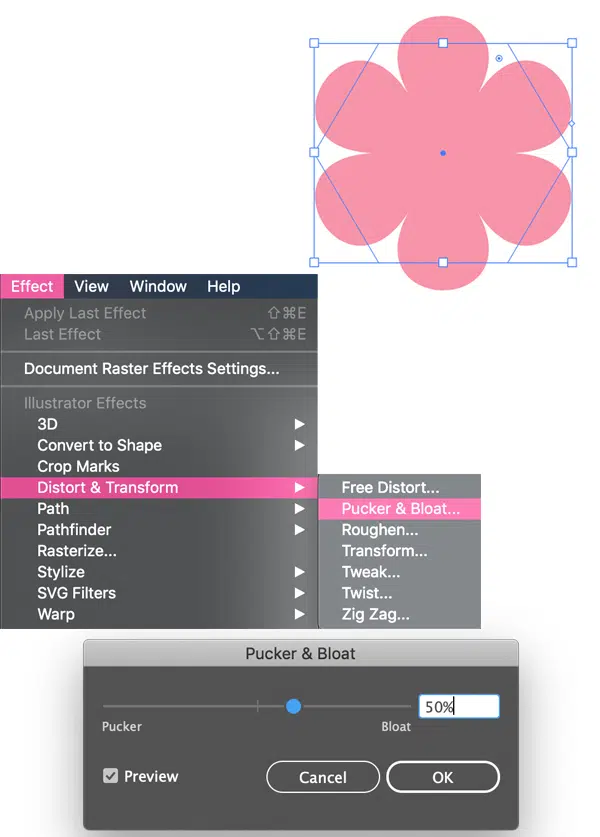 Effect View Window Help
Apply Last Effect ⇧⌘E
Last Effect ⌥⇧⌘E
Document Raster Effects Settings...
Illustrator Effects
3D
Convert to Shape
Crop Marks
Distort & Transform
Path
Pathfinder
Rasterize...
Stylize
SVG Filters
Warp
Free Distort...
Pucker & Bloat...
Roughen...
Transform...
Tweak...
Twist...
Zig Zag...
Pucker & Bloat
50%
Pucker Bloat
Preview Cancel OK